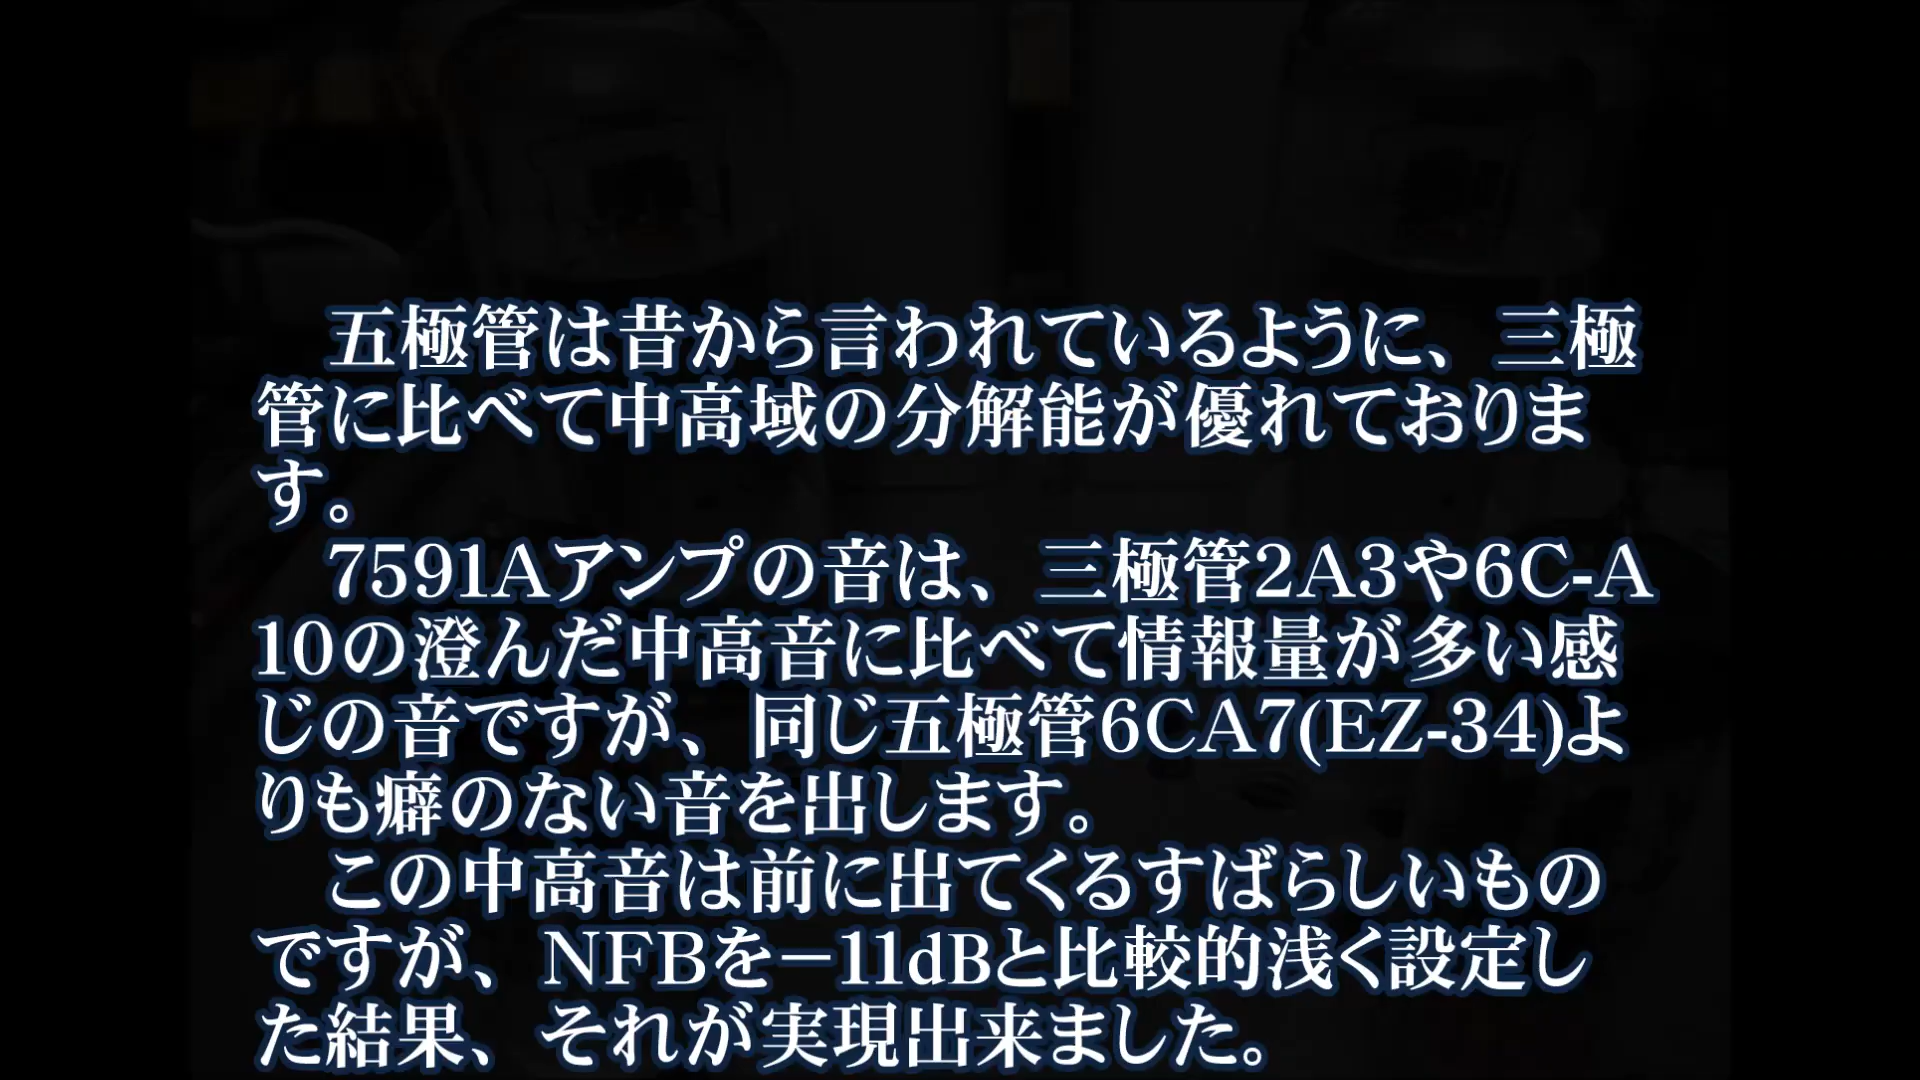 五極管は昔から言われているように、三極
管に比べて中高域の分解能が優れておりま
す。
7591Aアンプの音は、三極管2A3や6C-A
10の澄んだ中高音に比べて情報量が多い感
じの音ですが、同じ五極管6CA7(EZ-34)よ
りも癖のない音を出します。
この中高音は前に出てくるすばらしいもの
ですが、NFBを−11dBと比較的浅く設定し
た結果、それが実現出来ました。